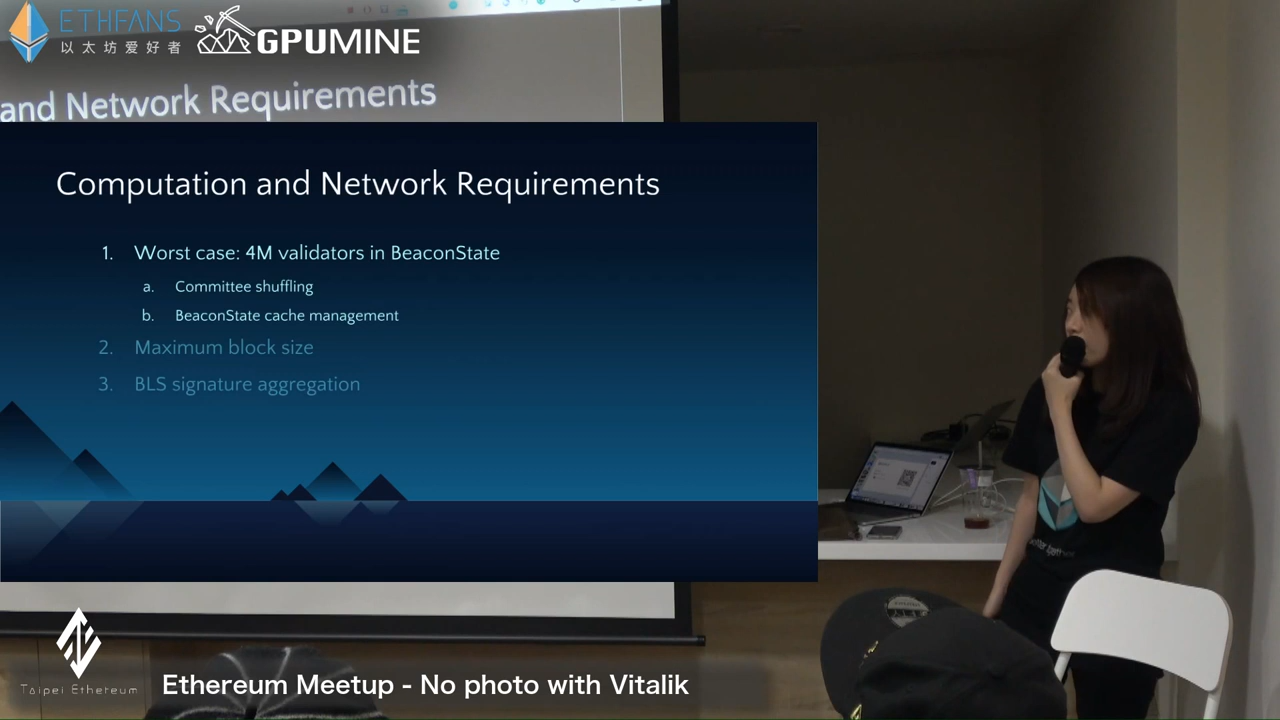 ETHFANS
以太坊爱好者
GPUMINE
and Network Requirements
Computation and Network Requirements
1. Worst case: 4M validators in BeaconState
a. Committee shuffling
b. BeaconState cache management
2. Maximum block size
3. BLS signature aggregation
better together
Taipei Ethereum
Ethereum Meetup - No photo with Vitalik